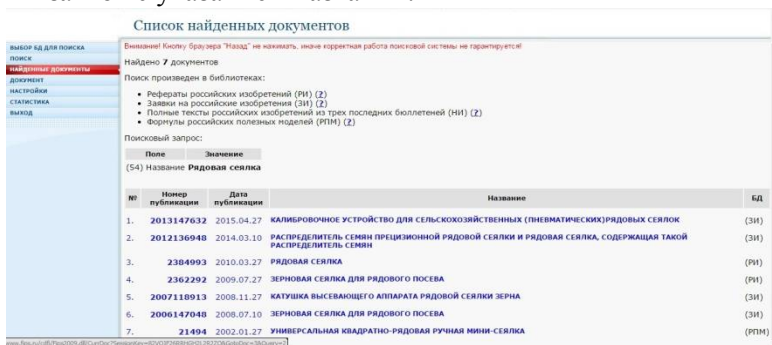 Список найденных документов
ВЫБОР БД ДЛЯ ПОИСКА
ПОИСК
НАЙДЕННЫЕ ДОКУМЕНТЫ
ДОКУМЕНТ
НАСТРОЙКИ
СТАТИСТИКА
ВЫХОД
Внимание! Кнопку браузера "Назад" не нажимать, иначе корректная работа поисковой системы не гарантируется!
Найдено 7 документов
Поиск произведен в библиотеках:
• Рефераты российских изобретений (РИ) (?)
• Заявки на российские изобретения (ЗИ) (?)
• Полные тексты российских изобретений из трех последних бюллетеней (НИ) (?)
• Формулы российских полезных моделей (РПМ) (?)
Поисковый запрос:
Поле Значение
(54) Название Рядовая сеялка
№ Номер публикации Дата публикации Название БД
1. 2013147632 2015.04.27 КАЛИБРОВОЧНОЕ УСТРОЙСТВО ДЛЯ СЕЛЬСКОХОЗЯЙСТВЕННЫХ (ПНЕВМАТИЧЕСКИХ)РЯДОВЫХ СЕЯЛОК (ЗИ)
2. 2012136948 2014.03.10 РАСПРЕДЕЛИТЕЛЬ СЕМЯН ПРЕЦИЗИОННОЙ РЯДОВОЙ СЕЯЛКИ И РЯДОВАЯ СЕЯЛКА, СОДЕРЖАЩАЯ ТАКОЙ (ЗИ)
РАСПРЕДЕЛИТЕЛЬ СЕМЯН
3. 2384993 2010.03.27 РЯДОВАЯ СЕЯЛКА (РИ)
4. 2362292 2009.07.27 ЗЕРНОВАЯ СЕЯЛКА ДЛЯ РЯДОВОГО ПОСЕВА (РИ)
5. 2007118913 2008.11.27 КАТУШКА ВЫСЕВАЮЩЕГО АППАРАТА РЯДОВОЙ СЕЯЛКИ ЗЕРНА (ЗИ)
6. 2006147048 2008.07.10 ЗЕРНОВАЯ СЕЯЛКА ДЛЯ РЯДОВОГО ПОСЕВА (ЗИ)
7. 21494 2002.01.27 УНИВЕРСАЛЬНАЯ КВАДРАТНО-РЯДОВАЯ РУЧНАЯ МИНИ-СЕЯЛКА (РПМ)